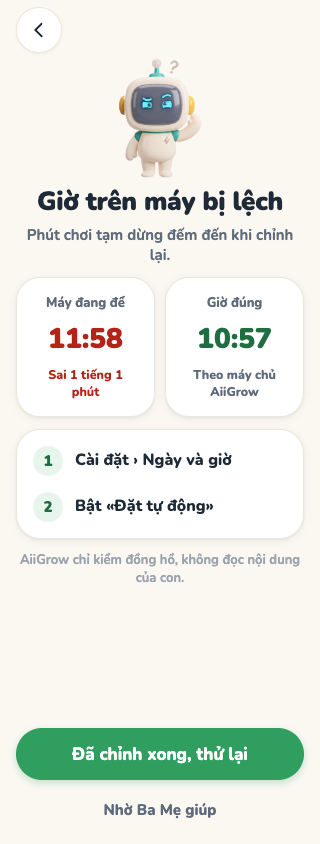 ?
Giờ trên máy bị lệch
Phút chơi tạm dừng đếm đến khi chỉnh
lại.
Máy đang để
11:58
Sai 1 tiếng 1
phút
Giờ đúng
10:57
Theo máy chủ
AiiGrow
1 Cài đặt › Ngày và giờ
2 Bật «Đặt tự động»
AiiGrow chỉ kiểm đồng hồ, không đọc nội dung
của con.
Đã chỉnh xong, thử lại
Nhờ Ba Mẹ giúp